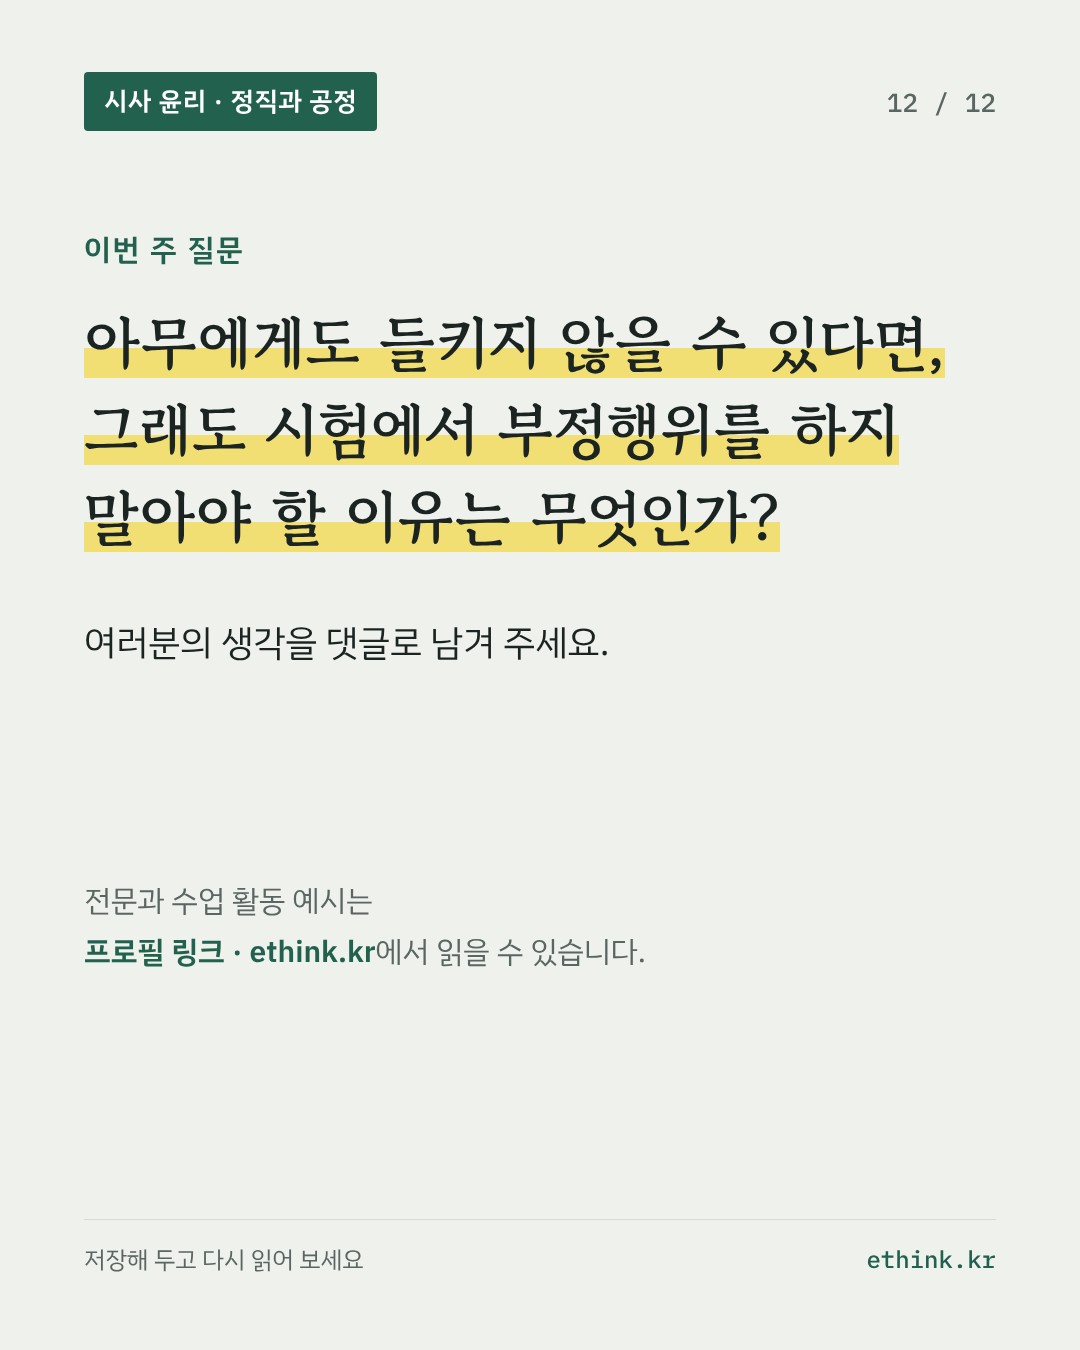 시사 윤리 · 정직과 공정
12 / 12
이번 주 질문
아무에게도 들키지 않을 수 있다면,
그래도 시험에서 부정행위를 하지
말아야 할 이유는 무엇인가?
여러분의 생각을 댓글로 남겨 주세요.
전문과 수업 활동 예시는
프로필 링크 · ethink.kr에서 읽을 수 있습니다.
저장해 두고 다시 읽어 보세요
ethink.kr